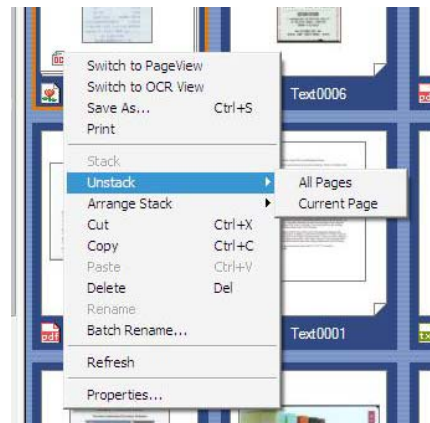 Switch to PageView
Switch to OCR View
Save As... Ctrl+S
Print
Stack
Unstack
All Pages
Arrange Stack
Current Page
Cut Ctrl+X
Copy Ctrl+C
Paste Ctrl+V
Delete Del
Rename
Batch Rename...
Refresh
Properties...
Text0006
Text0001
pdf